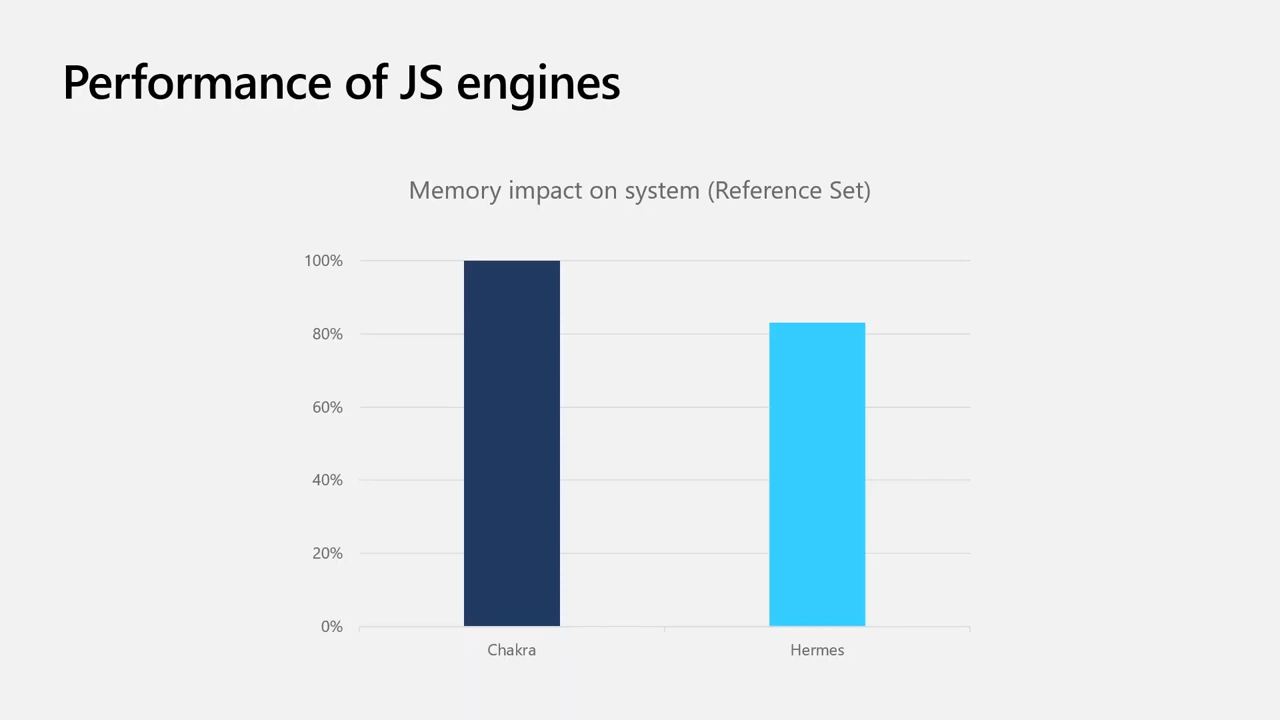 Performance of JS engines
Memory impact on system (Reference Set)
100%
80%
60%
40%
20%
0%
Chakra
Hermes